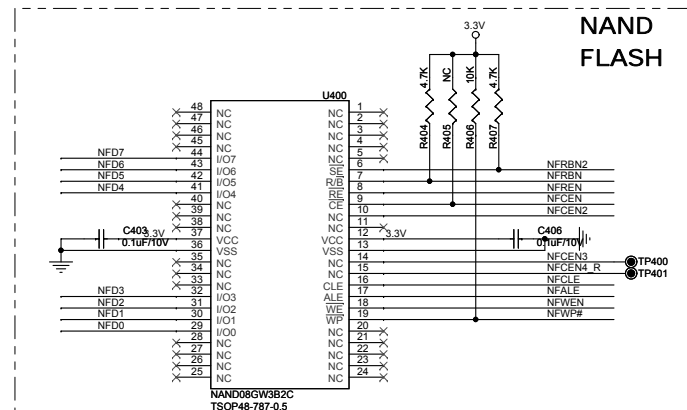 NAND
FLASH
3.3V
4.7K NC 10K 4.7K
R404 R405 R406 R407
U400
48 NC NC 1
47 NC NC 2
46 NC NC 3
45 NC NC 4
NFD7 44 I/O7 NC 5
NFD6 43 I/O6 SE 6 NFRBN2
NFD5 42 I/O5 R/B 7 NFRBN
NFD4 41 I/O4 RE 8 NFREN
40 NC CE 9 NFCEN
39 NC NC 10 NFCEN2
38 NC NC 11
C403 3.3V 37 VCC VCC 12 3.3V C406
0.1uF/10V 36 VSS VSS 13 0.1uF/10V
35 NC NC 14 NFCEN3 TP400
34 NC NC 15 NFCEN4_R TP401
33 NC CLE 16 NFCLE
NFD3 32 I/O3 ALE 17 NFALE
NFD2 31 I/O2 WE 18 NFWEN
NFD1 30 I/O1 WP 19 NFWP#
NFD0 29 I/O0 NC 20
28 NC NC 21
27 NC NC 22
26 NC NC 23
25 NC NC 24
NAND08GW3B2C
TSOP48-787-0.5